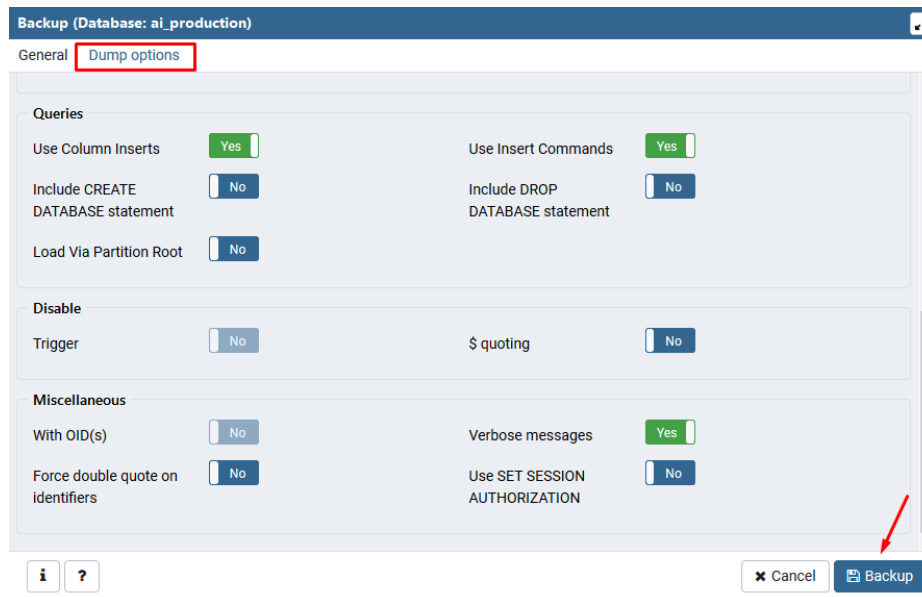 Backup (Database: ai_production)
General Dump options
Queries
Use Column Inserts Yes Use Insert Commands Yes
Include CREATE No Include DROP No
DATABASE statement DATABASE statement
Load Via Partition Root No
Disable
Trigger No $ quoting No
Miscellaneous
With OID(s) No Verbose messages Yes
Force double quote on No Use SET SESSION No
identifiers AUTHORIZATION
i ? × Cancel Backup